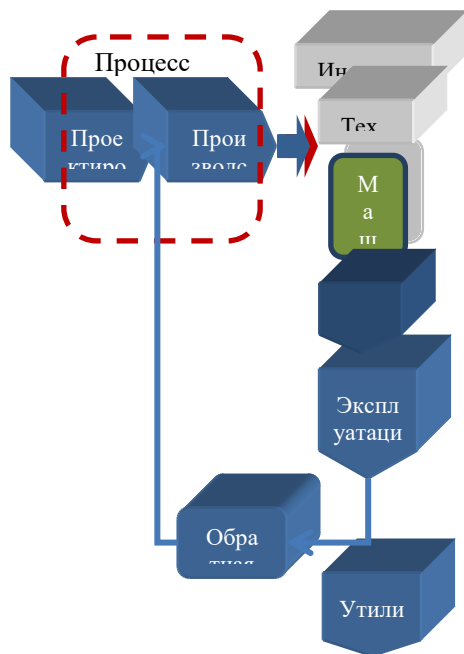 Процесс
Ин
Тех
Прое
ктиро
Прои
зводс
М
а
ш
Экспл
уатаци
Обра
тная
Утили